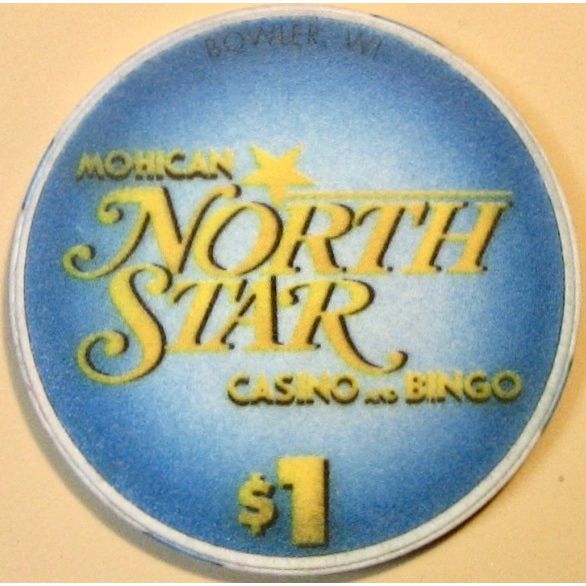 BOWLER, WI
MOHICAN
NORTH
STAR
CASINO AND BINGO
$1